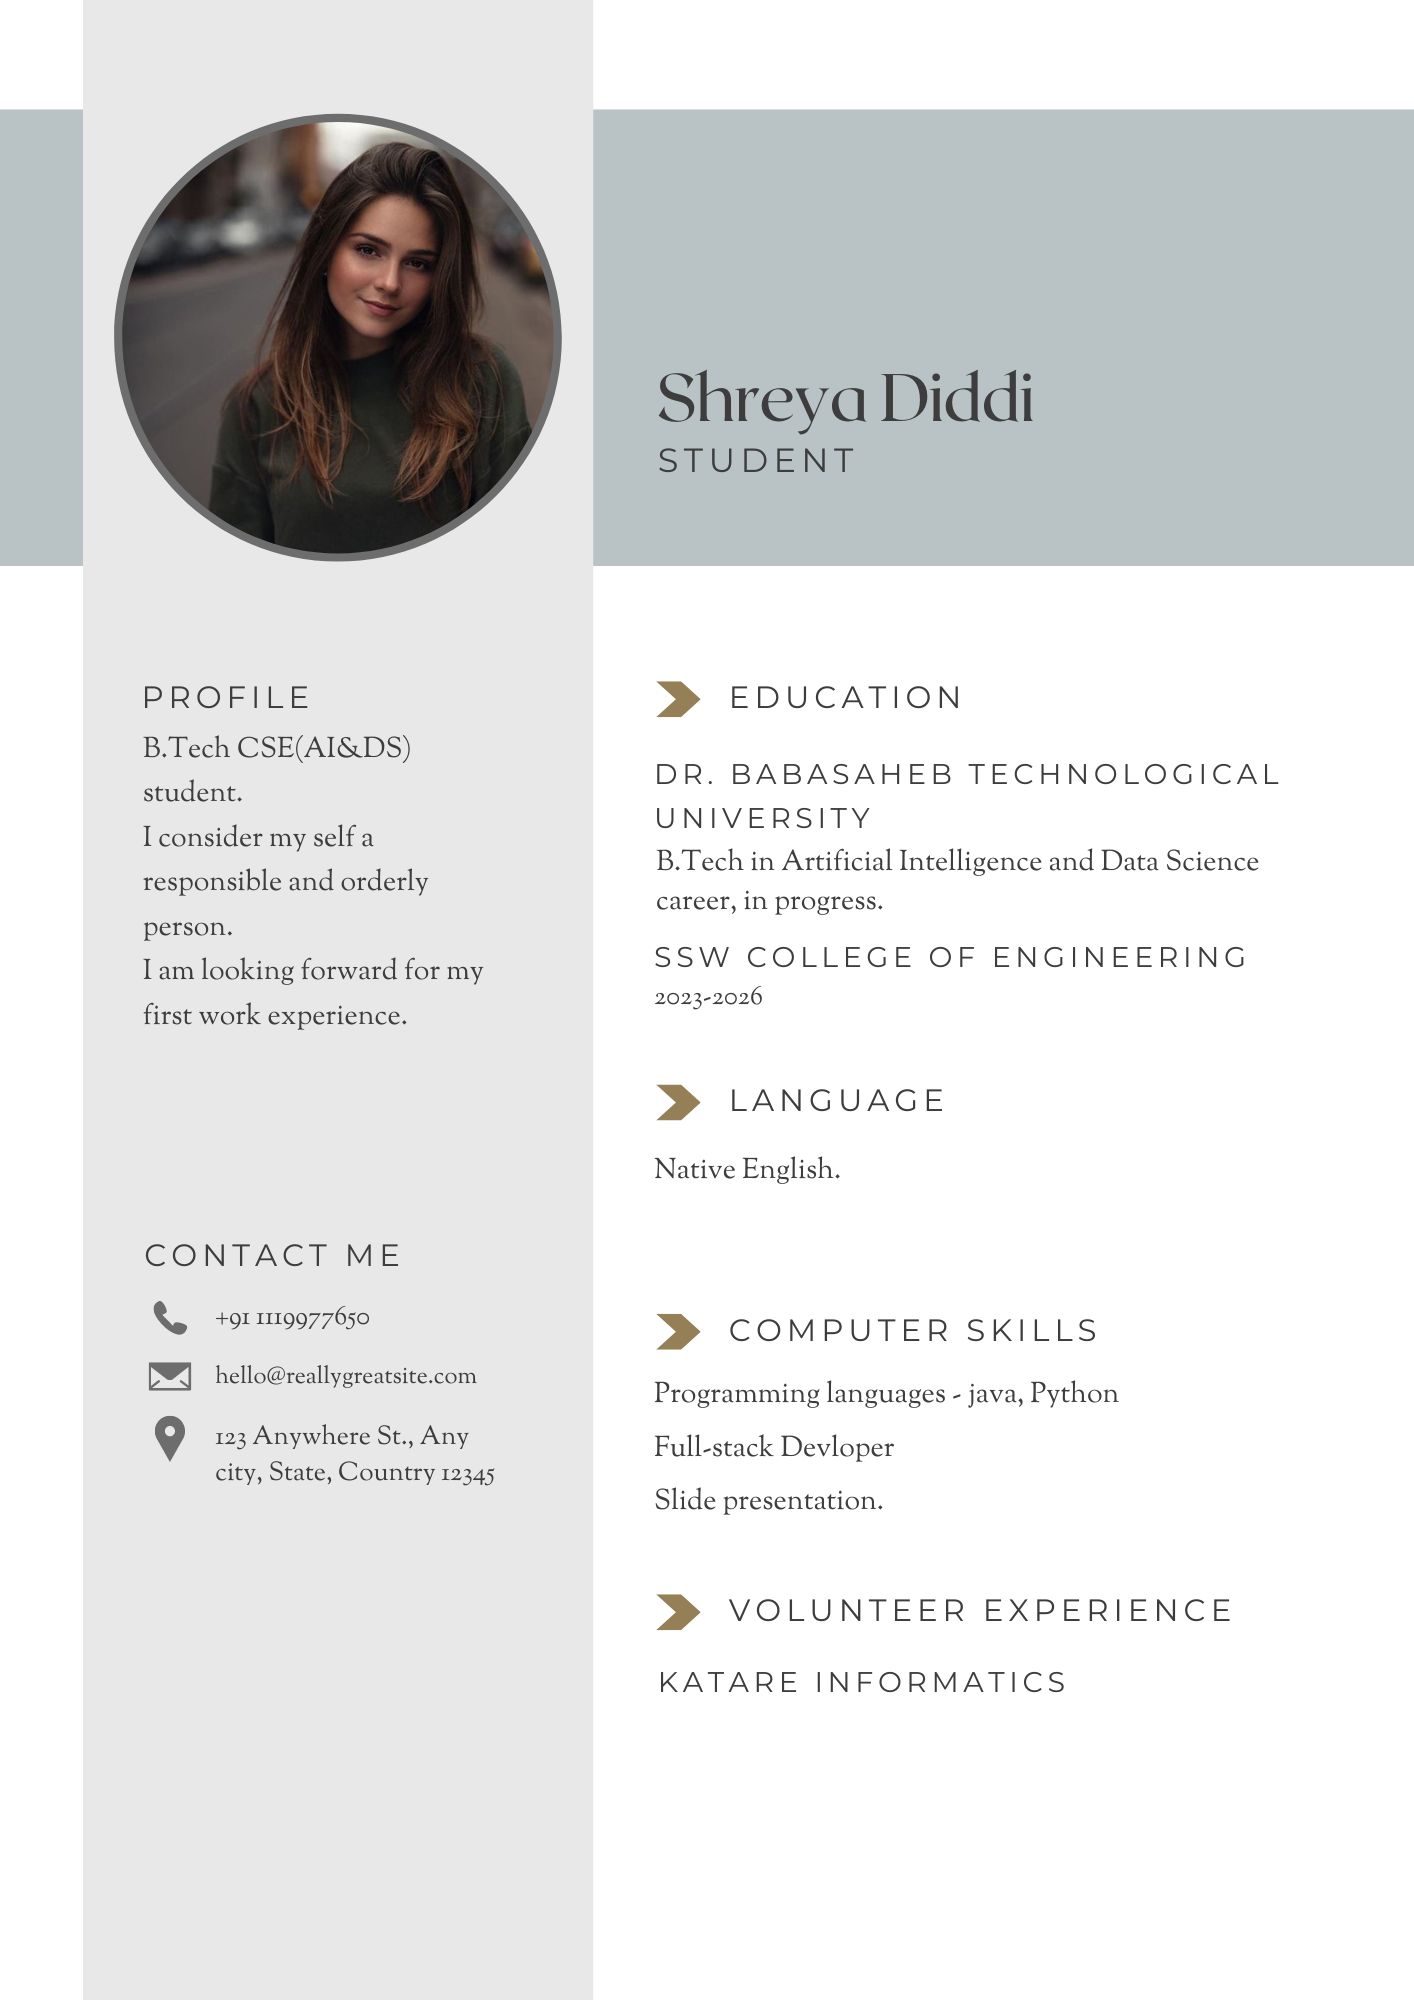 Shreya Diddi
STUDENT
PROFILE
B.Tech CSE(AI&DS)
student.
I consider my self a
responsible and orderly
person.
I am looking forward for my
first work experience.
CONTACT ME
+91 1119977650
hello@reallygreatsite.com
123 Anywhere St., Any
city, State, Country 12345
EDUCATION
DR. BABASAHEB TECHNOLOGICAL
UNIVERSITY
B.Tech in Artificial Intelligence and Data Science
career, in progress.
SSW COLLEGE OF ENGINEERING
2023-2026
LANGUAGE
Native English.
COMPUTER SKILLS
Programming languages - java, Python
Full-stack Devloper
Slide presentation.
VOLUNTEER EXPERIENCE
KATARE INFORMATICS